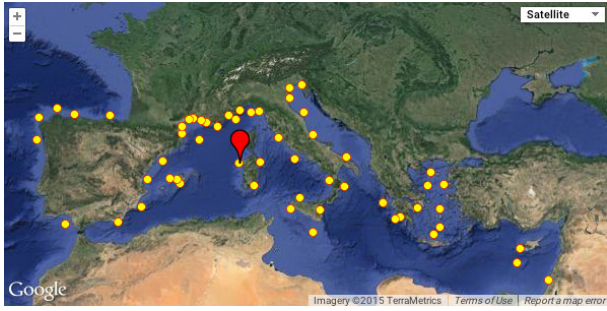 +
Satellite
−
Google
Imagery ©2015 TerraMetrics | Terms of Use | Report a map error